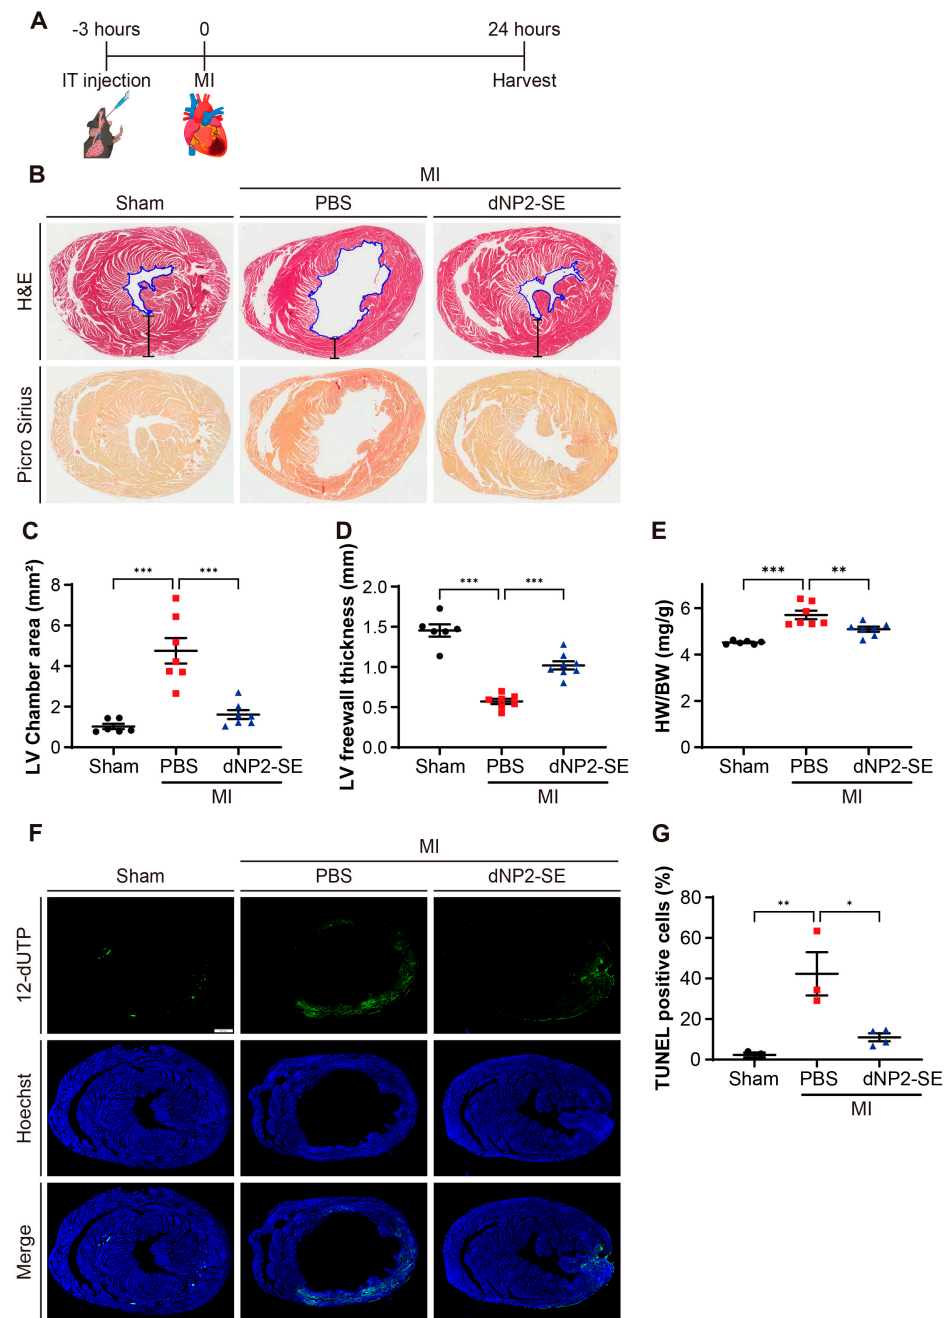 A
-3 hours 0 24 hours
IT injection MI Harvest
B
MI
Sham PBS dNP2-SE
H&E
Picro Sirius
C
LV Chamber area (mm²)
8
6
4
2
0
*** ***
Sham PBS dNP2-SE
MI
D
LV freewall thickness (mm)
2.0
1.5
1.0
0.5
0.0
*** ***
Sham PBS dNP2-SE
MI
E
HW/BW (mg/g)
6
4
2
0
*** **
Sham PBS dNP2-SE
MI
F
MI
Sham PBS dNP2-SE
12-dUTP
Hoechst
Merge
G
TUNEL positive cells (%)
80
60
40
20
0
** *
Sham PBS dNP2-SE
MI